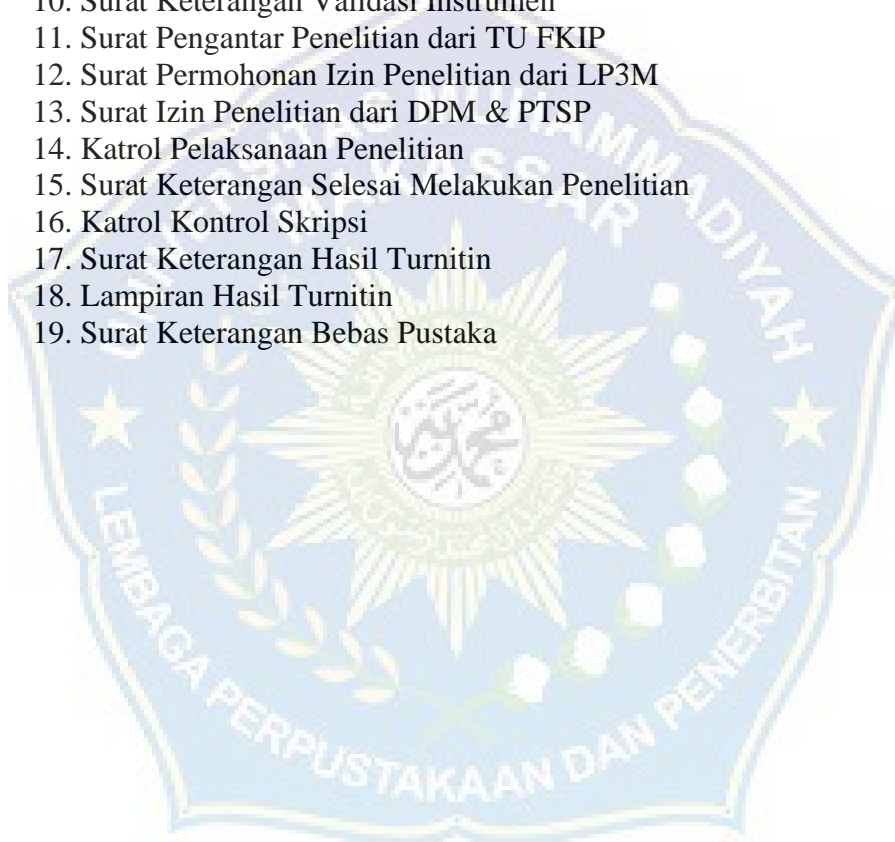 10. Surat Keterangan Validasi Instrumen
11. Surat Pengantar Penelitian dari TU FKIP
12. Surat Permohonan Izin Penelitian dari LP3M
13. Surat Izin Penelitian dari DPM & PTSP
14. Katrol Pelaksanaan Penelitian
15. Surat Keterangan Selesai Melakukan Penelitian
16. Katrol Kontrol Skripsi
17. Surat Keterangan Hasil Turnitin
18. Lampiran Hasil Turnitin
19. Surat Keterangan Bebas Pustaka
UNIVERSITAS MUHAMMADIYAH
MAKASSAR
LEMBAGA PERPUSTAKAAN DAN PENERBITAN